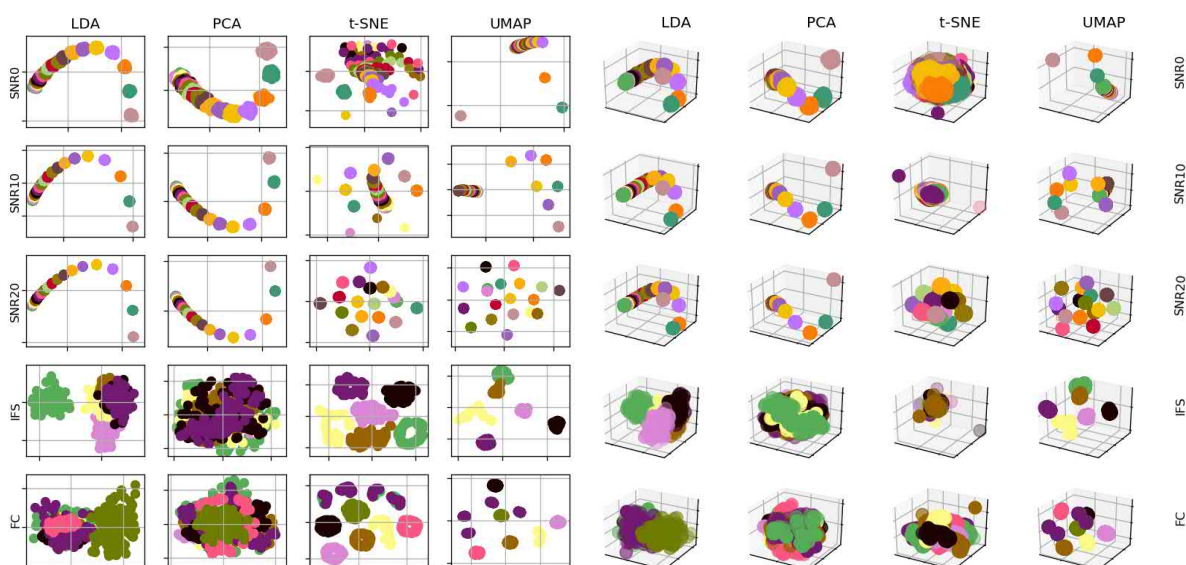 LDA PCA t-SNE UMAP LDA PCA t-SNE UMAP
SNR0 SNR0
SNR10 SNR10
SNR20 SNR20
IFS IFS
FC FC